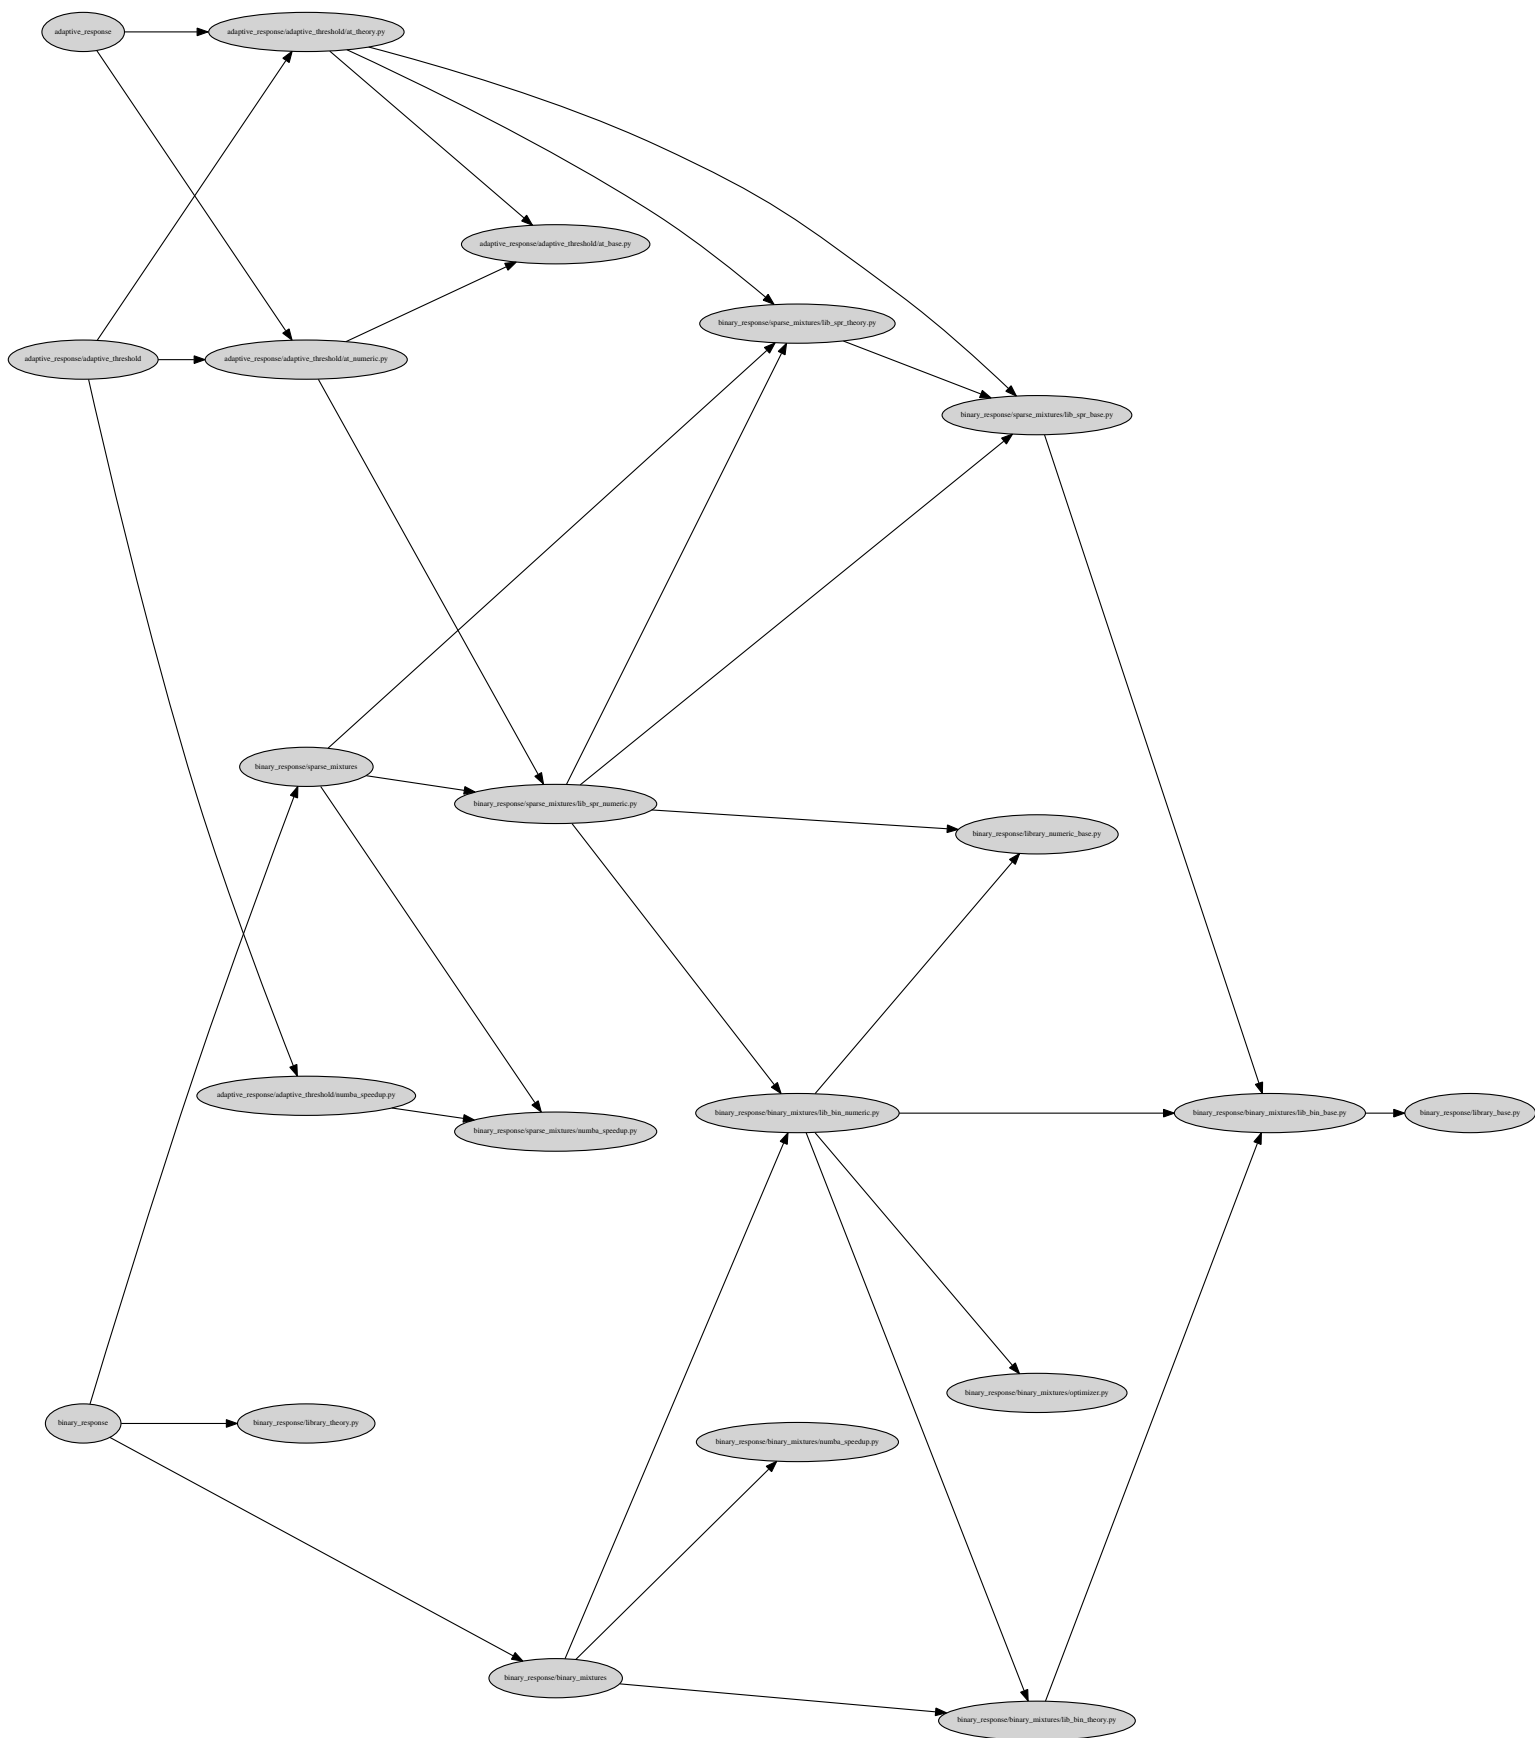 adaptive_response
adaptive_response/adaptive_threshold/at_theory.py
adaptive_response/adaptive_threshold/at_base.py
binary_response/sparse_mixtures/lib_spr_theory.py
adaptive_response/adaptive_threshold
adaptive_response/adaptive_threshold/at_numeric.py
binary_response/sparse_mixtures/lib_spr_base.py
binary_response/sparse_mixtures
binary_response/sparse_mixtures/lib_spr_numeric.py
binary_response/library_numeric_base.py
adaptive_response/adaptive_threshold/numba_speedup.py
binary_response/sparse_mixtures/numba_speedup.py
binary_response/binary_mixtures/lib_bin_numeric.py
binary_response/binary_mixtures/lib_bin_base.py
binary_response/library_base.py
binary_response/binary_mixtures/optimizer.py
binary_response
binary_response/library_theory.py
binary_response/binary_mixtures/numba_speedup.py
binary_response/binary_mixtures
binary_response/binary_mixtures/lib_bin_theory.py